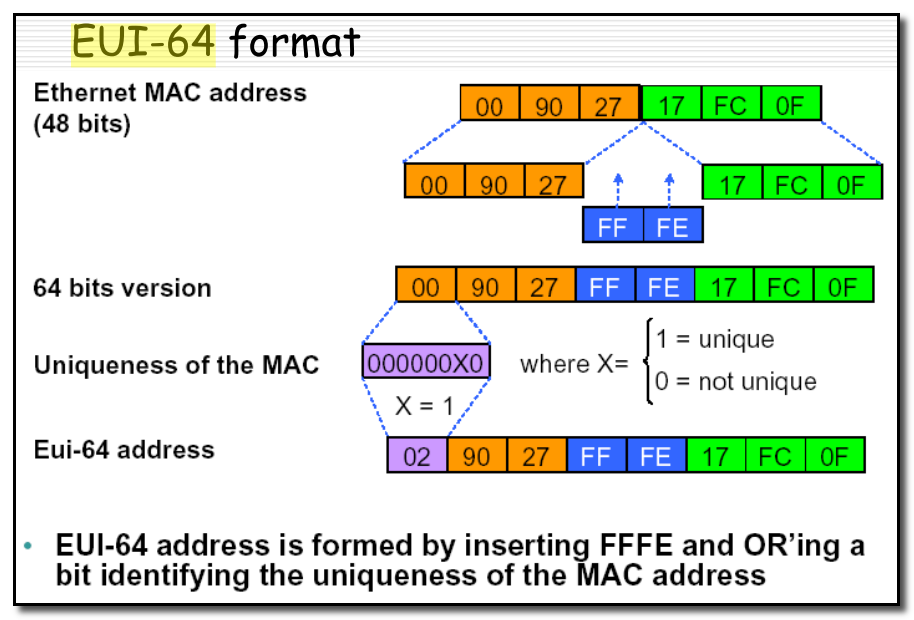 EUI-64 format
Ethernet MAC address
(48 bits)
00 90 27 17 FC 0F
00 90 27 17 FC 0F
FF FE
64 bits version
00 90 27 FF FE 17 FC 0F
Uniqueness of the MAC
000000X0
where X=
1 = unique
0 = not unique
X = 1
Eui-64 address
02 90 27 FF FE 17 FC 0F
• EUI-64 address is formed by inserting FFFE and OR’ing a
bit identifying the uniqueness of the MAC address